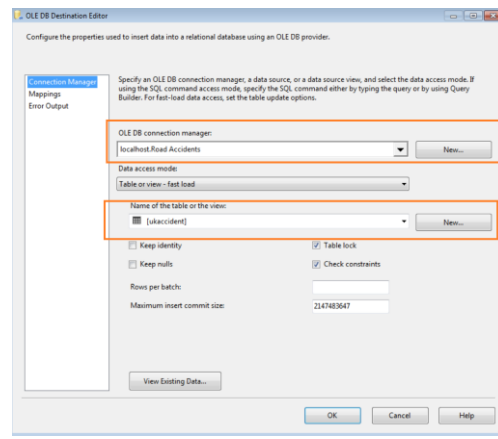 OLE DB Destination Editor
Configure the properties used to insert data into a relational database using an OLE DB provider.
Connection Manager
Mappings
Error Output
Specify an OLE DB connection manager, a data source, or a data source view, and select the data access mode. If
using the SQL command access mode, specify the SQL command either by typing the query or by using Query
Builder. For fast-load data access, set the table update options.
OLE DB connection manager:
localhost.Road Accidents
New...
Data access mode:
Table or view - fast load
Name of the table or the view:
[ukaccident]
New...
Keep identity
Table lock
Keep nulls
Check constraints
Rows per batch:
Maximum insert commit size:
2147483647
View Existing Data...
OK
Cancel
Help